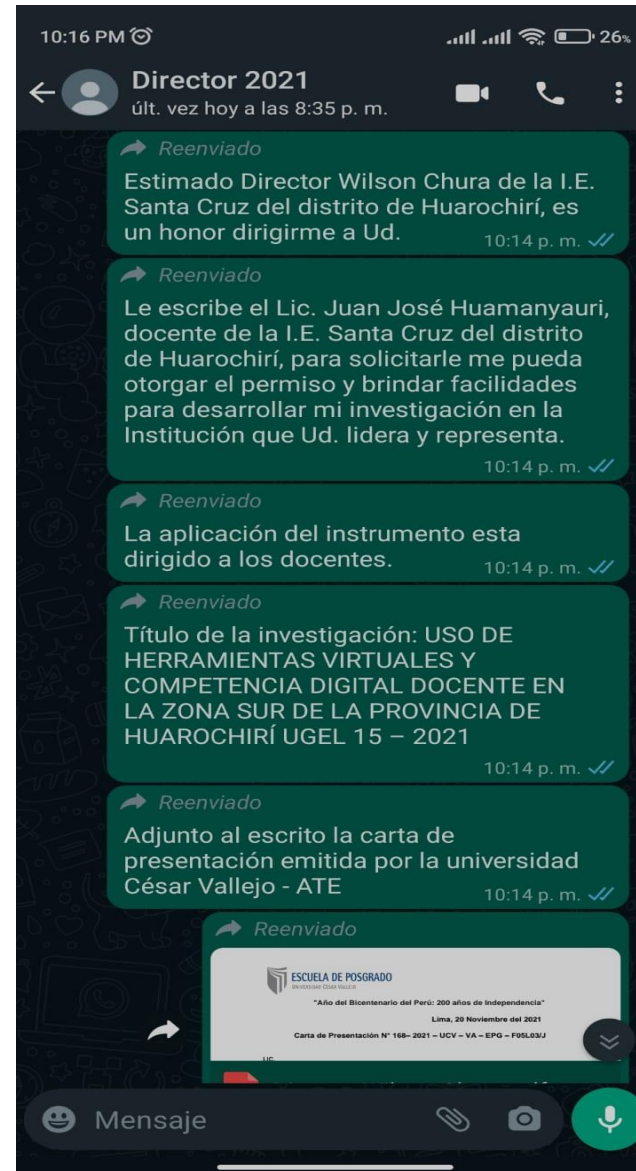 10:16 PM
26%
Director 2021
últ. vez hoy a las 8:35 p. m.
Reenviado
Estimado Director Wilson Chura de la I.E.
Santa Cruz del distrito de Huarochirí, es
un honor dirigirme a Ud.
10:14 p. m.
Reenviado
Le escribe el Lic. Juan José Huamanyauri,
docente de la I.E. Santa Cruz del distrito
de Huarochirí, para solicitarle me pueda
otorgar el permiso y brindar facilidades
para desarrollar mi investigación en la
Institución que Ud. lidera y representa.
10:14 p. m.
Reenviado
La aplicación del instrumento esta
dirigido a los docentes.
10:14 p. m.
Reenviado
Título de la investigación: USO DE
HERRAMIENTAS VIRTUALES Y
COMPETENCIA DIGITAL DOCENTE EN
LA ZONA SUR DE LA PROVINCIA DE
HUAROCHIRÍ UGEL 15 – 2021
10:14 p. m.
Reenviado
Adjunto al escrito la carta de
presentación emitida por la universidad
César Vallejo - ATE
10:14 p. m.
Reenviado
ESCUELA DE POSGRADO
UNIVERSIDAD CÉSAR VALLEJO
"Año del Bicentenario del Perú: 200 años de Independencia"
Lima, 20 Noviembre del 2021
Carta de Presentación N° 168– 2021 – UCV – VA – EPG – F05L03/J
Mensaje